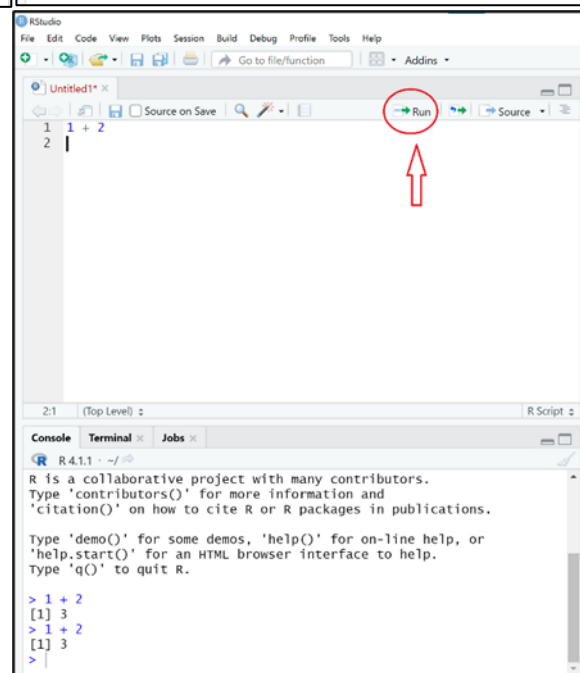 RStudio
File Edit Code View Plots Session Build Debug Profile Tools Help
Go to file/function Addins
Untitled1*
Source on Save Run Source
1 1 + 2
2
2:1 (Top Level) R Script
Console Terminal Jobs
R 4.1.1 · ~/
R is a collaborative project with many contributors.
Type 'contributors()' for more information and
'citation()' on how to cite R or R packages in publications.
Type 'demo()' for some demos, 'help()' for on-line help, or
'help.start()' for an HTML browser interface to help.
Type 'q()' to quit R.
> 1 + 2
[1] 3
> 1 + 2
[1] 3
>